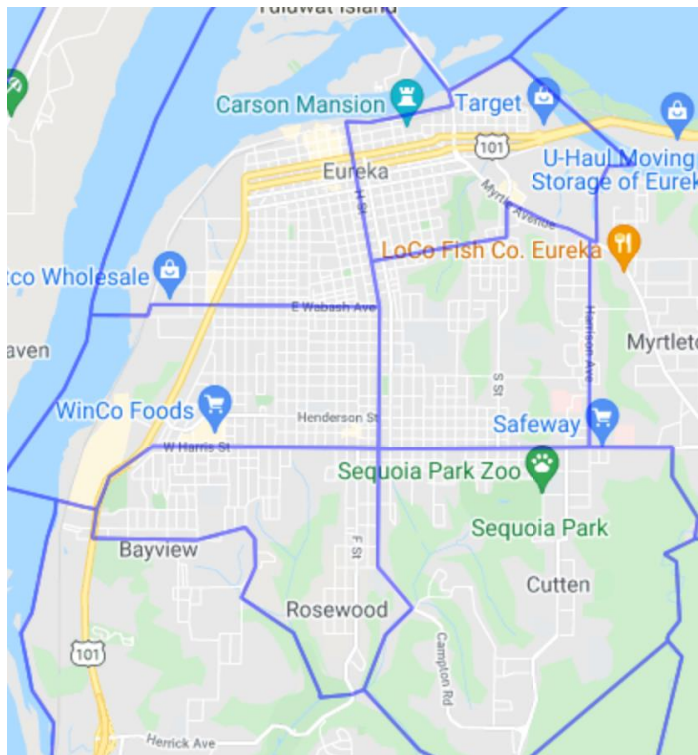 Tuluwat Island
Carson Mansion
Target
101
U-Haul Moving
Storage of Eurek
Eureka
H St
Myrtle Avenue
LoCo Fish Co. Eureka
tco Wholesale
E Wabash Ave
Harrison Ave
aven
Myrtleto
S St
WinCo Foods
Henderson St
Safeway
W Harris St
Sequoia Park Zoo
Sequoia Park
F St
Bayview
Cutten
Rosewood
101
Campton Rd
Herrick Ave